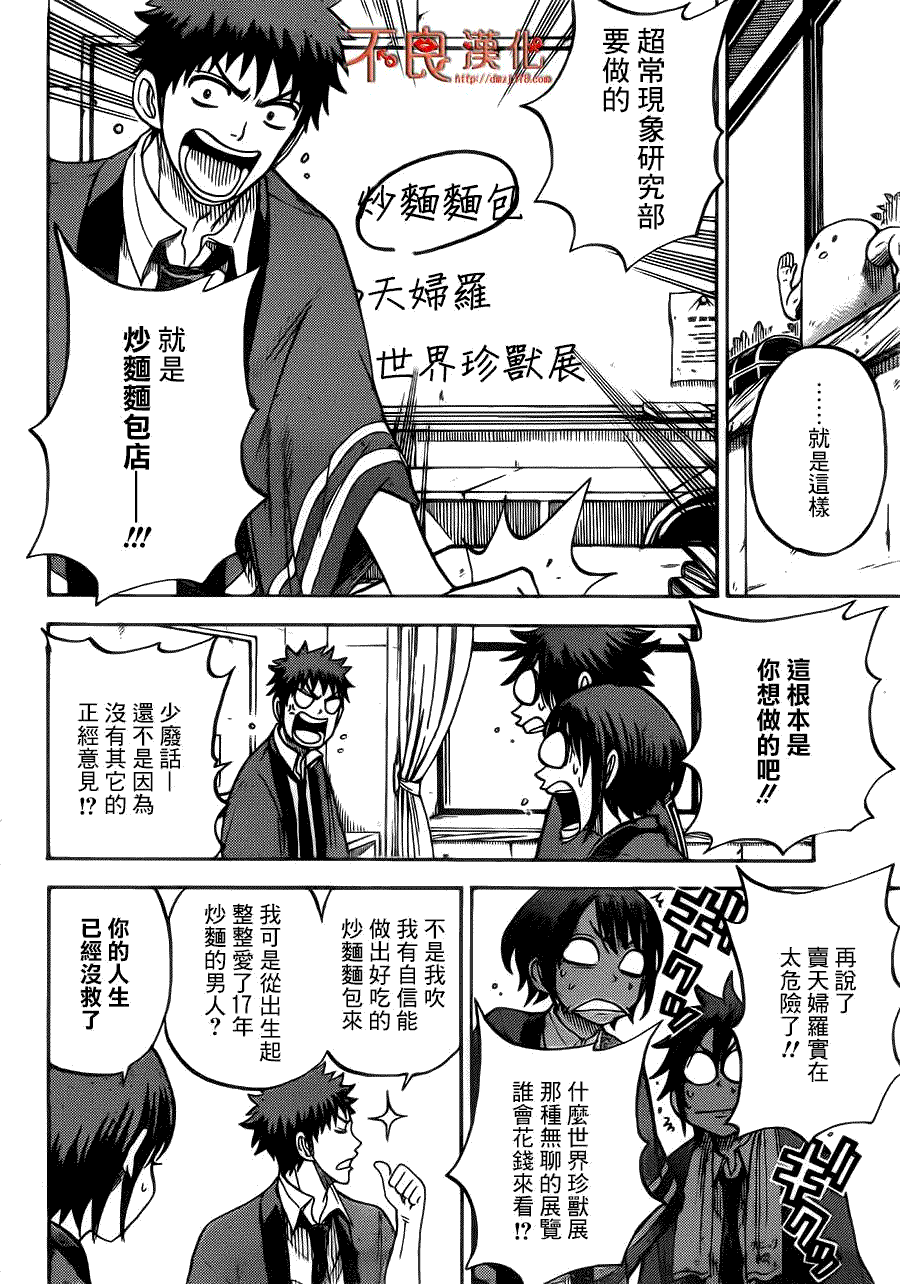 不良漢化
http://dmzj178.com
……就是這樣
超常現象研究部
要做的
炒麵麵包
天婦羅
世界珍獸展
就是
炒麵麵包店—!!!
這根本是
你想做的吧!!
少廢話—
還不是因為
沒有其它的
正經意見!?
再說了
賣天婦羅實在
太危險了!!
什麼世界珍獸展
那種無聊的展覽
誰會花錢來看!?
不是我吹
我有自信能
做出好吃的
炒麵麵包來
我可是從出生起
整整愛了17年
炒麵的男人?
你的人生
已經沒救了